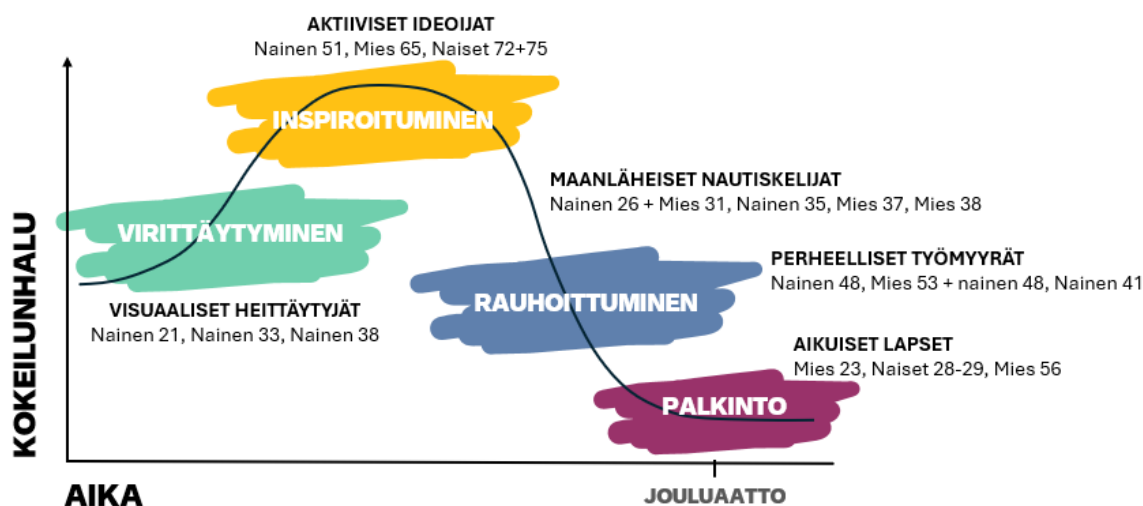 AKTIIVISET IDEOIJAT
Nainen 51, Mies 65, Naiset 72+75
INSPIROITUMINEN
MAANLÄHEISET NAUTISKELIJAT
Nainen 26 + Mies 31, Nainen 35, Mies 37, Mies 38
KOKEILUNHALU
VIRITTÄYTYMINEN
VISUAALISET HEITTÄYTYJÄT
Nainen 21, Nainen 33, Nainen 38
PERHEELLISET TYÖMYYRÄT
Nainen 48, Mies 53 + nainen 48, Nainen 41
RAUHOITTUMINEN
AIKUISET LAPSET
Mies 23, Naiset 28-29, Mies 56
PALKINTO
AIKA
JOULUAATTO